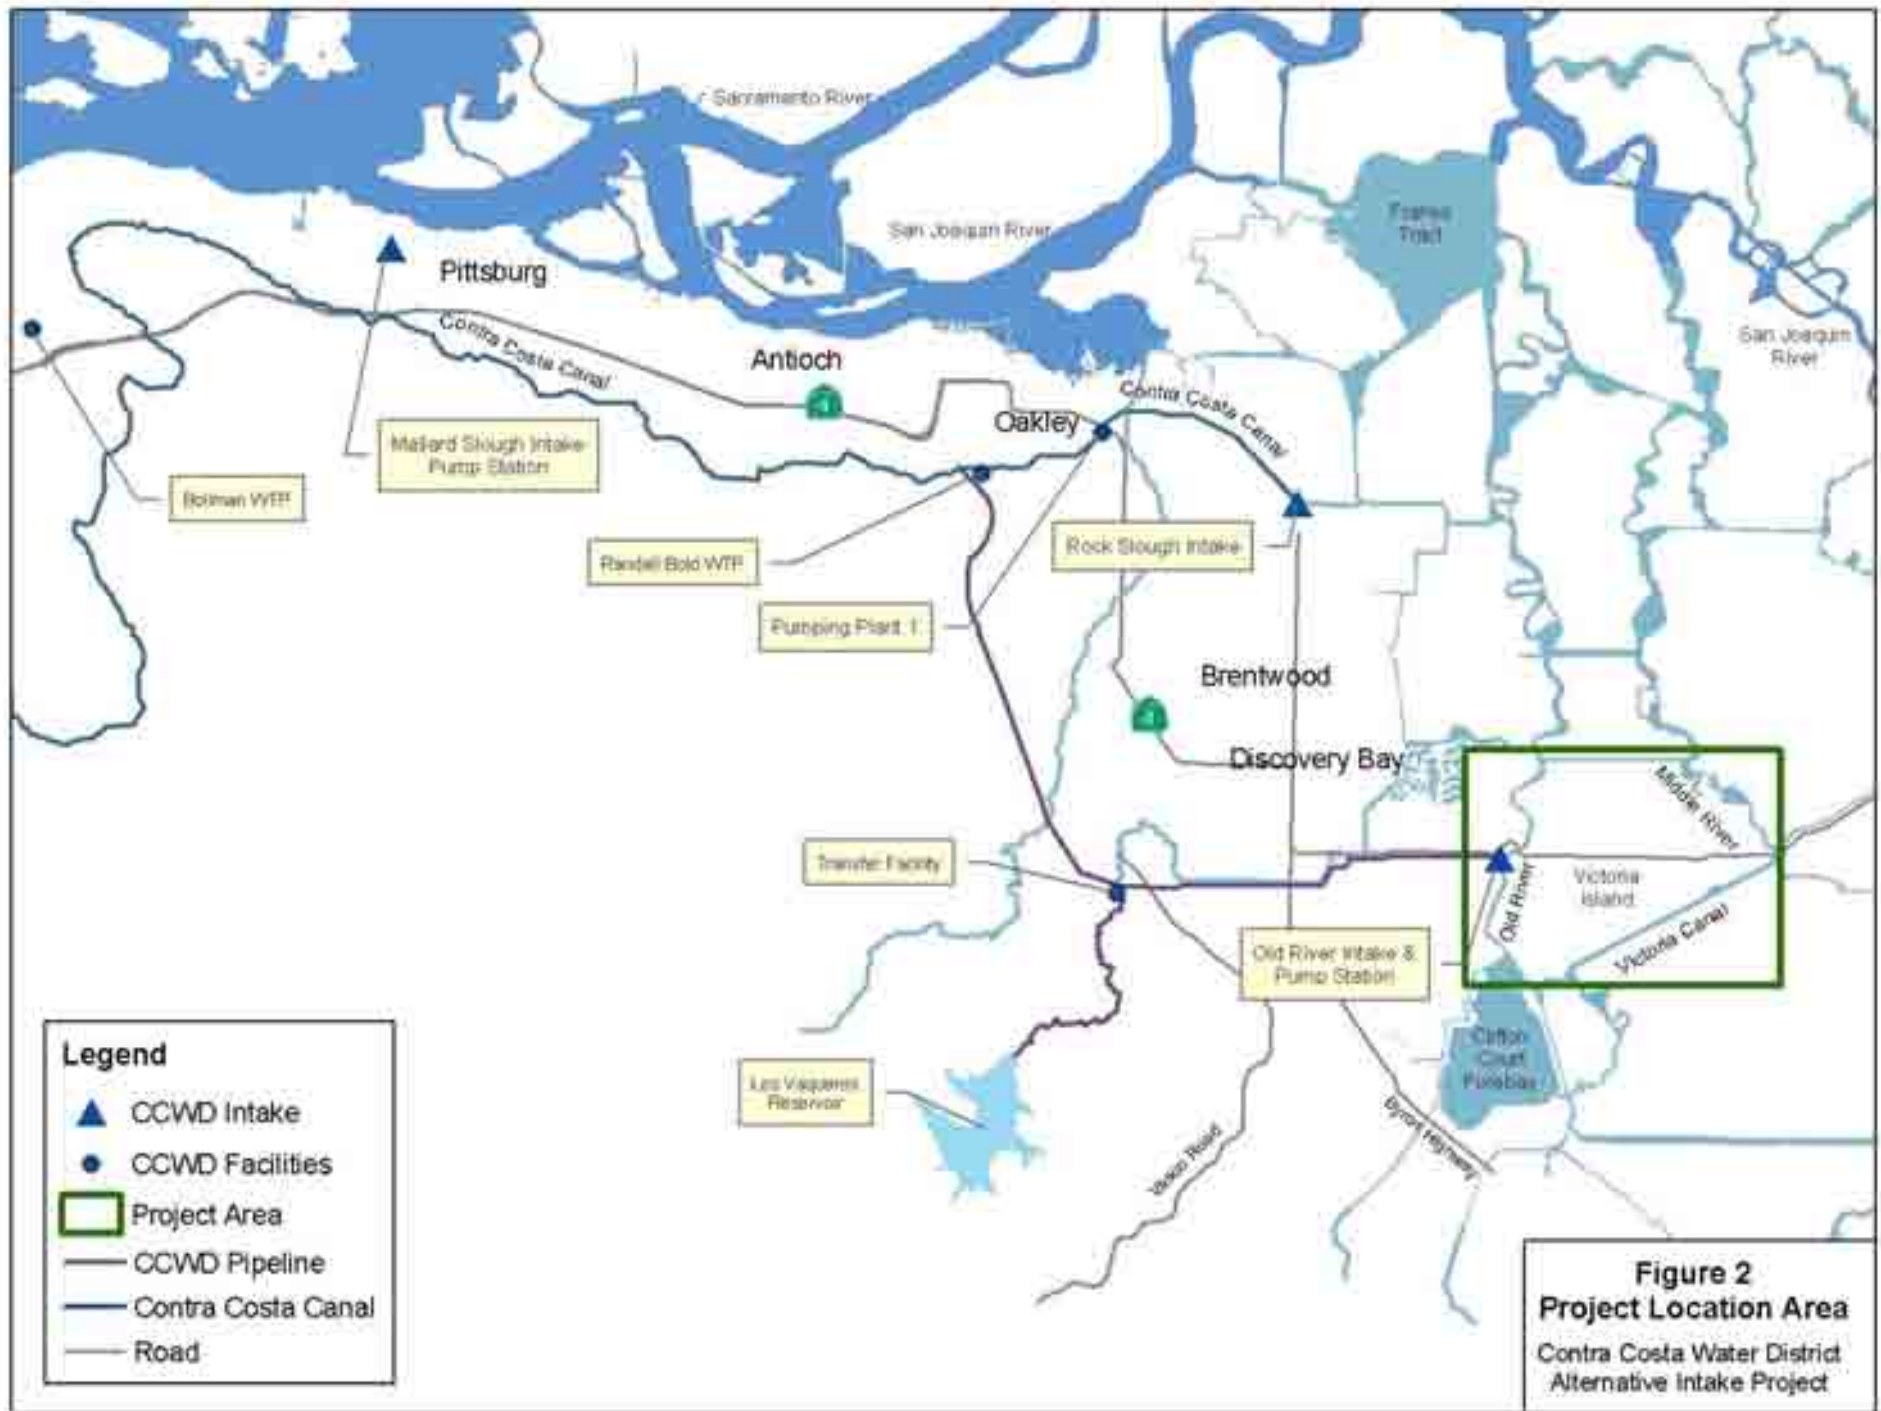 Sacramento River
San Joaquin River
Franks
Tract
San Joaquin
River
Pittsburg
Contra Costa Canal
Antioch
4
Oakley
Contra Costa Canal
Mallard Slough Intake
Pump Station
Bollman WTP
Randall Bold WTP
Rock Slough Intake
Pumping Plant 1
Brentwood
4
Discovery Bay
Middle River
Transfer Facility
Victoria
Island
Old River
Victoria Canal
Old River Intake &
Pump Station
Clifton
Court
Forebay
Los Vaqueros
Reservoir
Vasco Road
Byron Highway
Legend
CCWD Intake
CCWD Facilities
Project Area
CCWD Pipeline
Contra Costa Canal
Road
Figure 2
Project Location Area
Contra Costa Water District
Alternative Intake Project